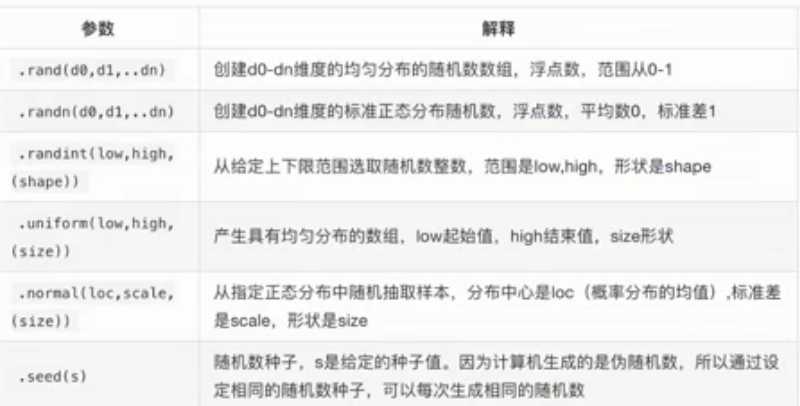 参数 解释
.rand(d0,d1,..dn) 创建d0-dn维度的均匀分布的随机数数组，浮点数，范围从0-1
.randn(d0,d1,..dn) 创建d0-dn维度的标准正态分布随机数，浮点数，平均数0，标准差1
.randint(low,high,
(shape)) 从给定上下限范围选取随机数整数，范围是low,high，形状是shape
.uniform(low,high,
(size)) 产生具有均匀分布的数组，low起始值，high结束值，size形状
.normal(loc,scale,
(size)) 从指定正态分布中随机抽取样本，分布中心是loc（概率分布的均值）,标准差
是scale，形状是size
.seed(s) 随机数种子，s是给定的种子值。因为计算机生成的是伪随机数，所以通过设
定相同的随机数种子，可以每次生成相同的随机数